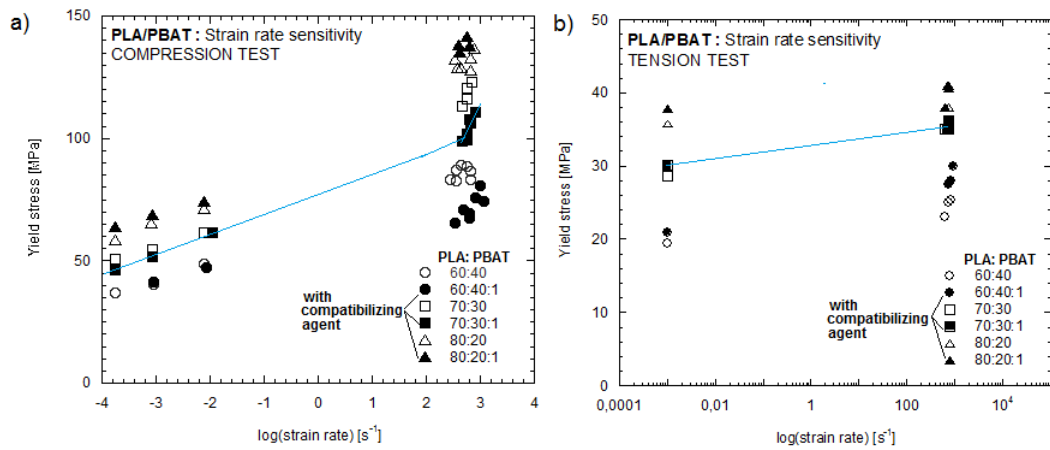 a)
PLA/PBAT : Strain rate sensitivity
COMPRESSION TEST
150
100
50
0
Yield stress [MPa]
-4
-3
-2
-1
0
1
2
3
4
log(strain rate) [s-1]
PLA: PBAT
60:40
60:40:1
70:30
70:30:1
80:20
80:20:1
with
compatibilizing
agent
b)
PLA/PBAT : Strain rate sensitivity
TENSION TEST
50
40
30
20
10
0
Yield stress [MPa]
0,0001
0,01
1
100
10⁴
log(strain rate) [s-1]
PLA: PBAT
60:40
60:40:1
70:30
70:30:1
80:20
80:20:1
with
compatibilizing
agent